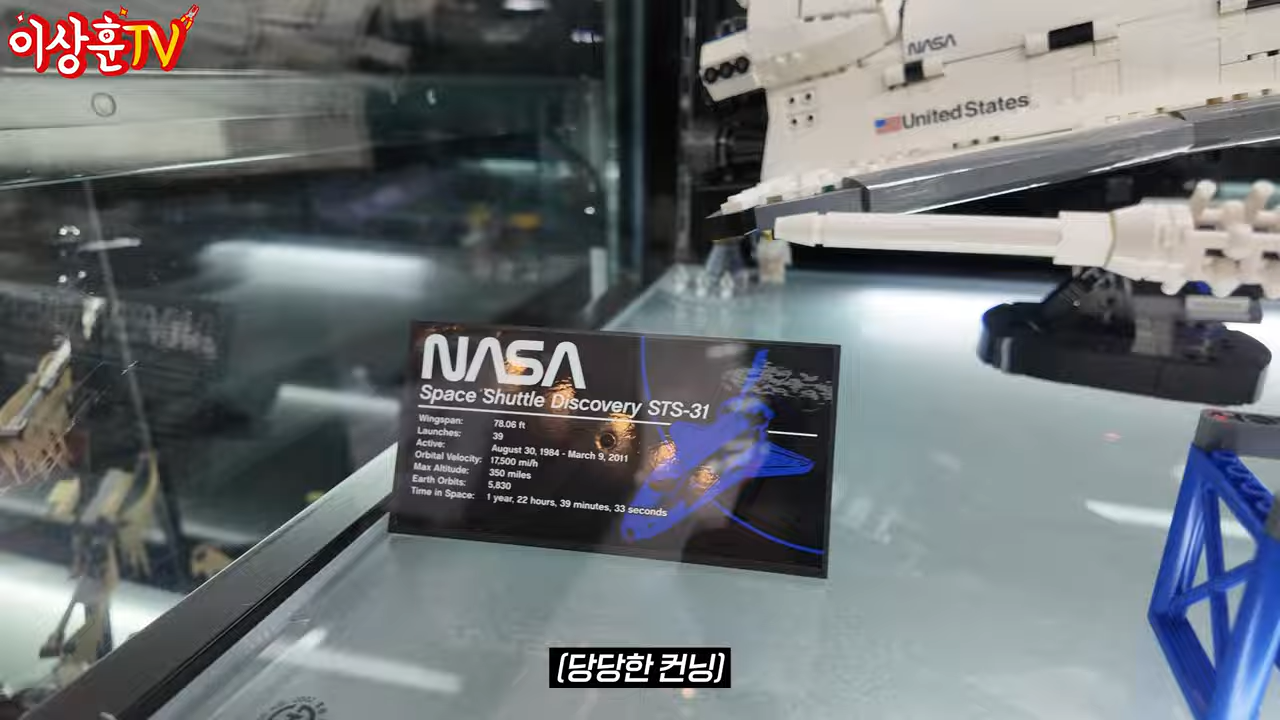 이상훈TV
NASA
United States
NASA
Space Shuttle Discovery STS-31
Wingspan: 78.06 ft
Launches: 39
Active: August 30, 1984 - March 9, 2011
Orbital Velocity: 17,500 mi/h
Max Altitude: 350 miles
Earth Orbits: 5,830
Time in Space: 1 year, 22 hours, 39 minutes, 33 seconds
(당당한 컨닝)